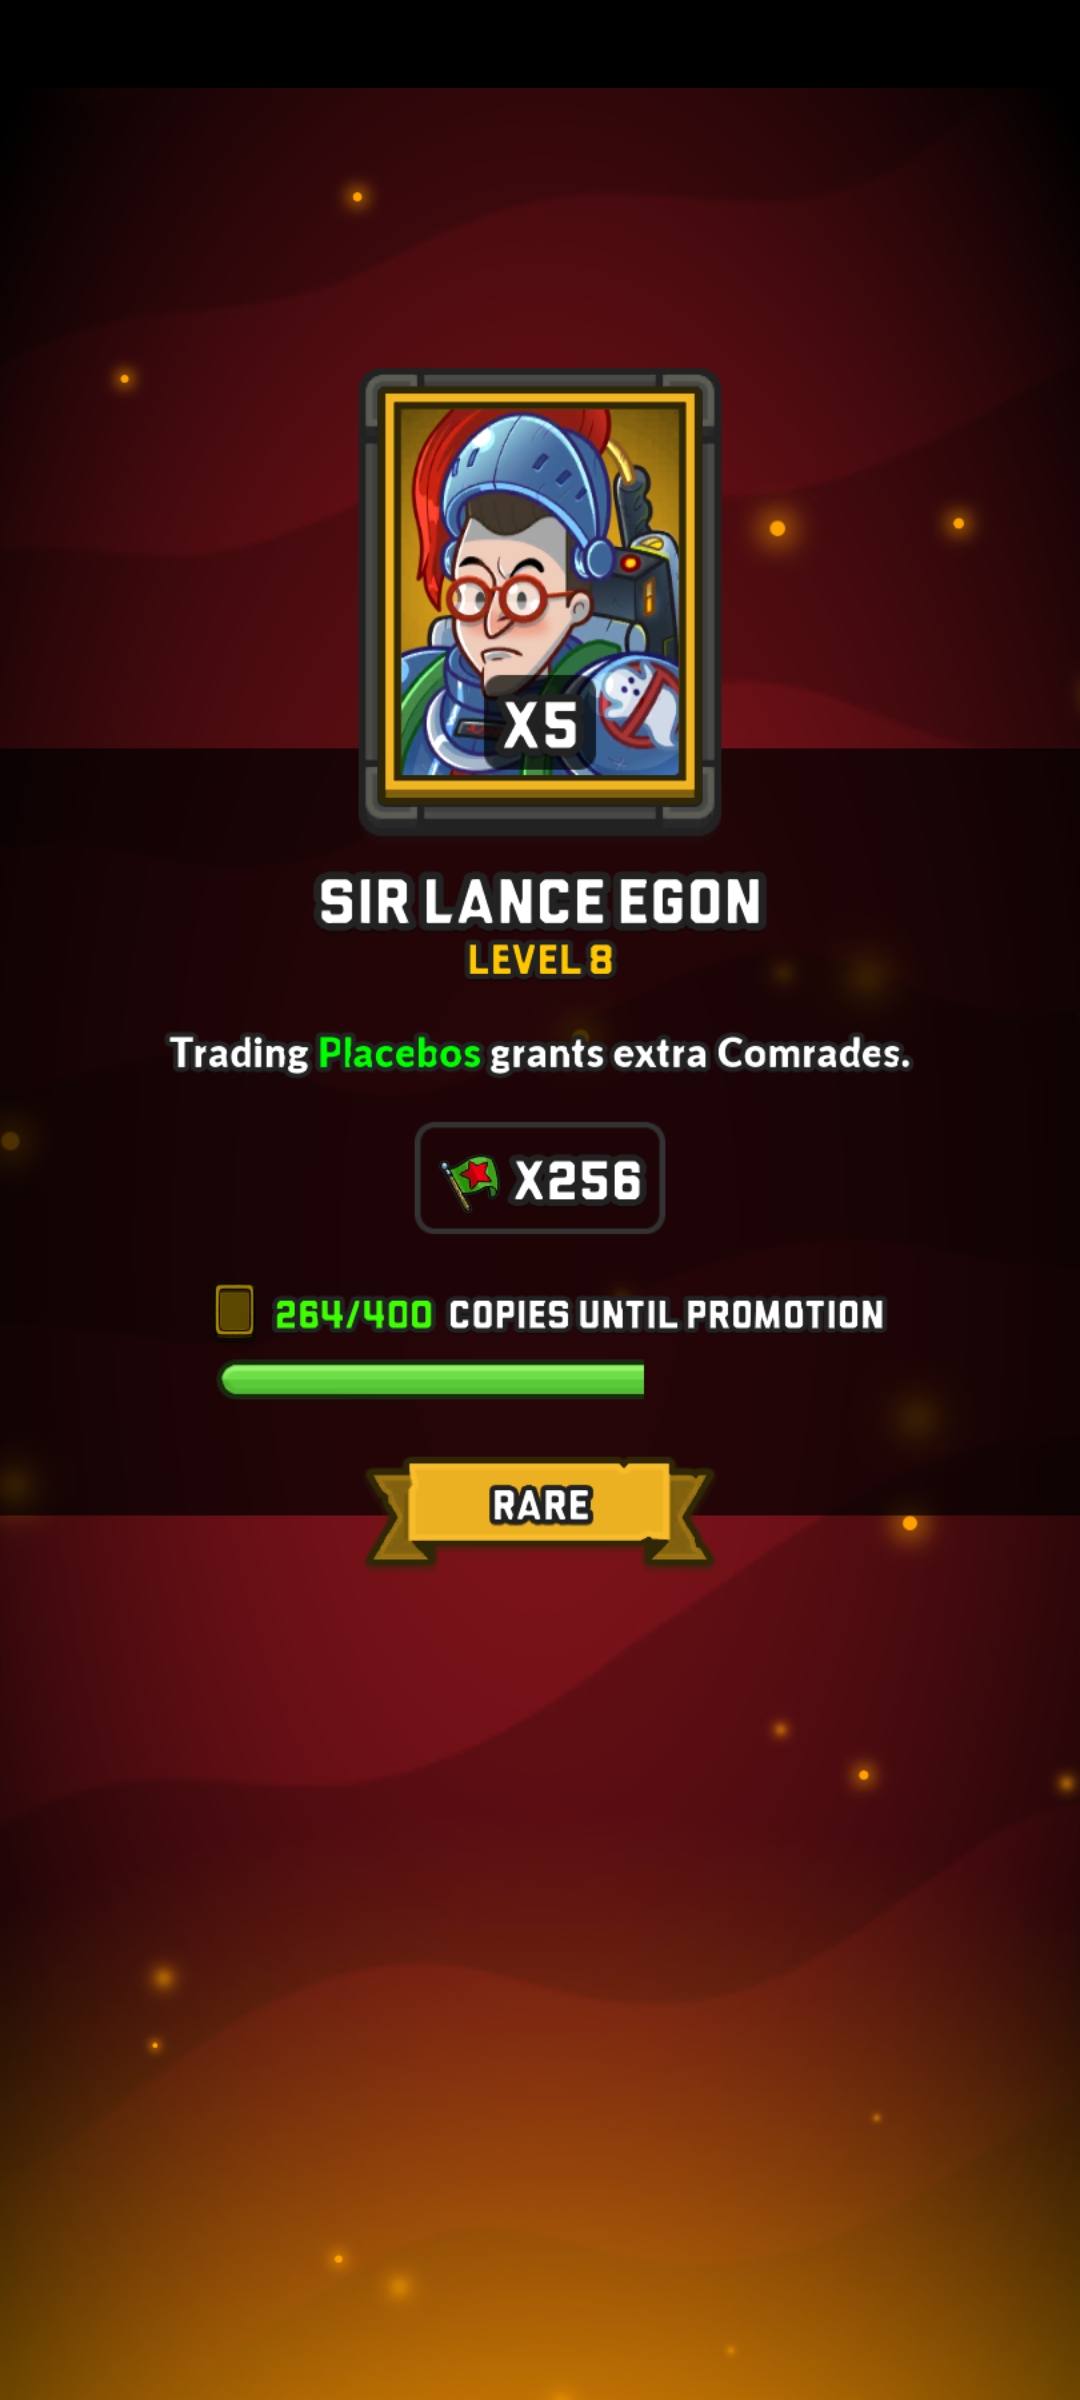 X5
SIR LANCE EGON
LEVEL 8
Trading Placebos grants extra Comrades.
X256
264/400 COPIES UNTIL PROMOTION
RARE